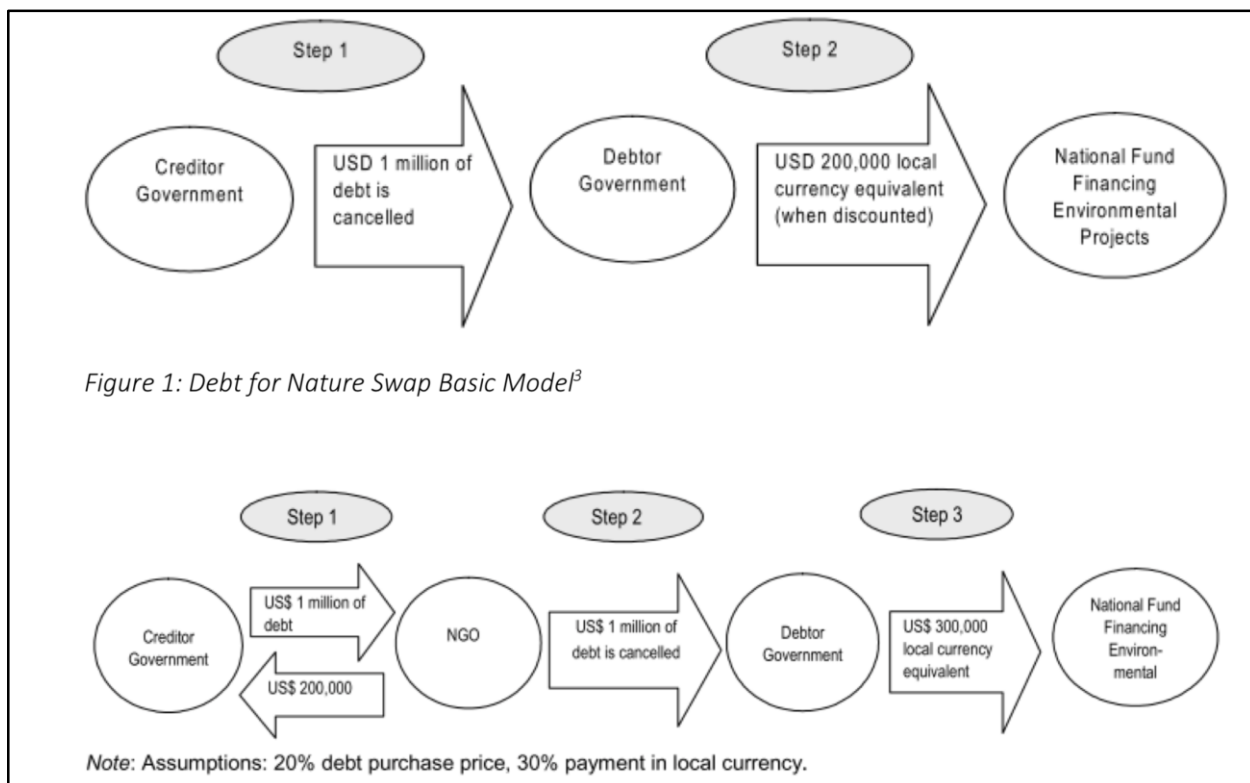 Step 1
Step 2
Creditor
Government
USD 1 million of
debt is
cancelled
Debtor
Government
USD 200,000 local
currency equivalent
(when discounted)
National Fund
Financing
Environmental
Projects
Figure 1: Debt for Nature Swap Basic Model³
Step 1
Step 2
Step 3
Creditor
Government
US$ 1 million of
debt
US$ 200,000
NGO
US$ 1 million of
debt is cancelled
Debtor
Government
US$ 300,000
local currency
equivalent
National Fund
Financing
Environ-
mental
Note: Assumptions: 20% debt purchase price, 30% payment in local currency.